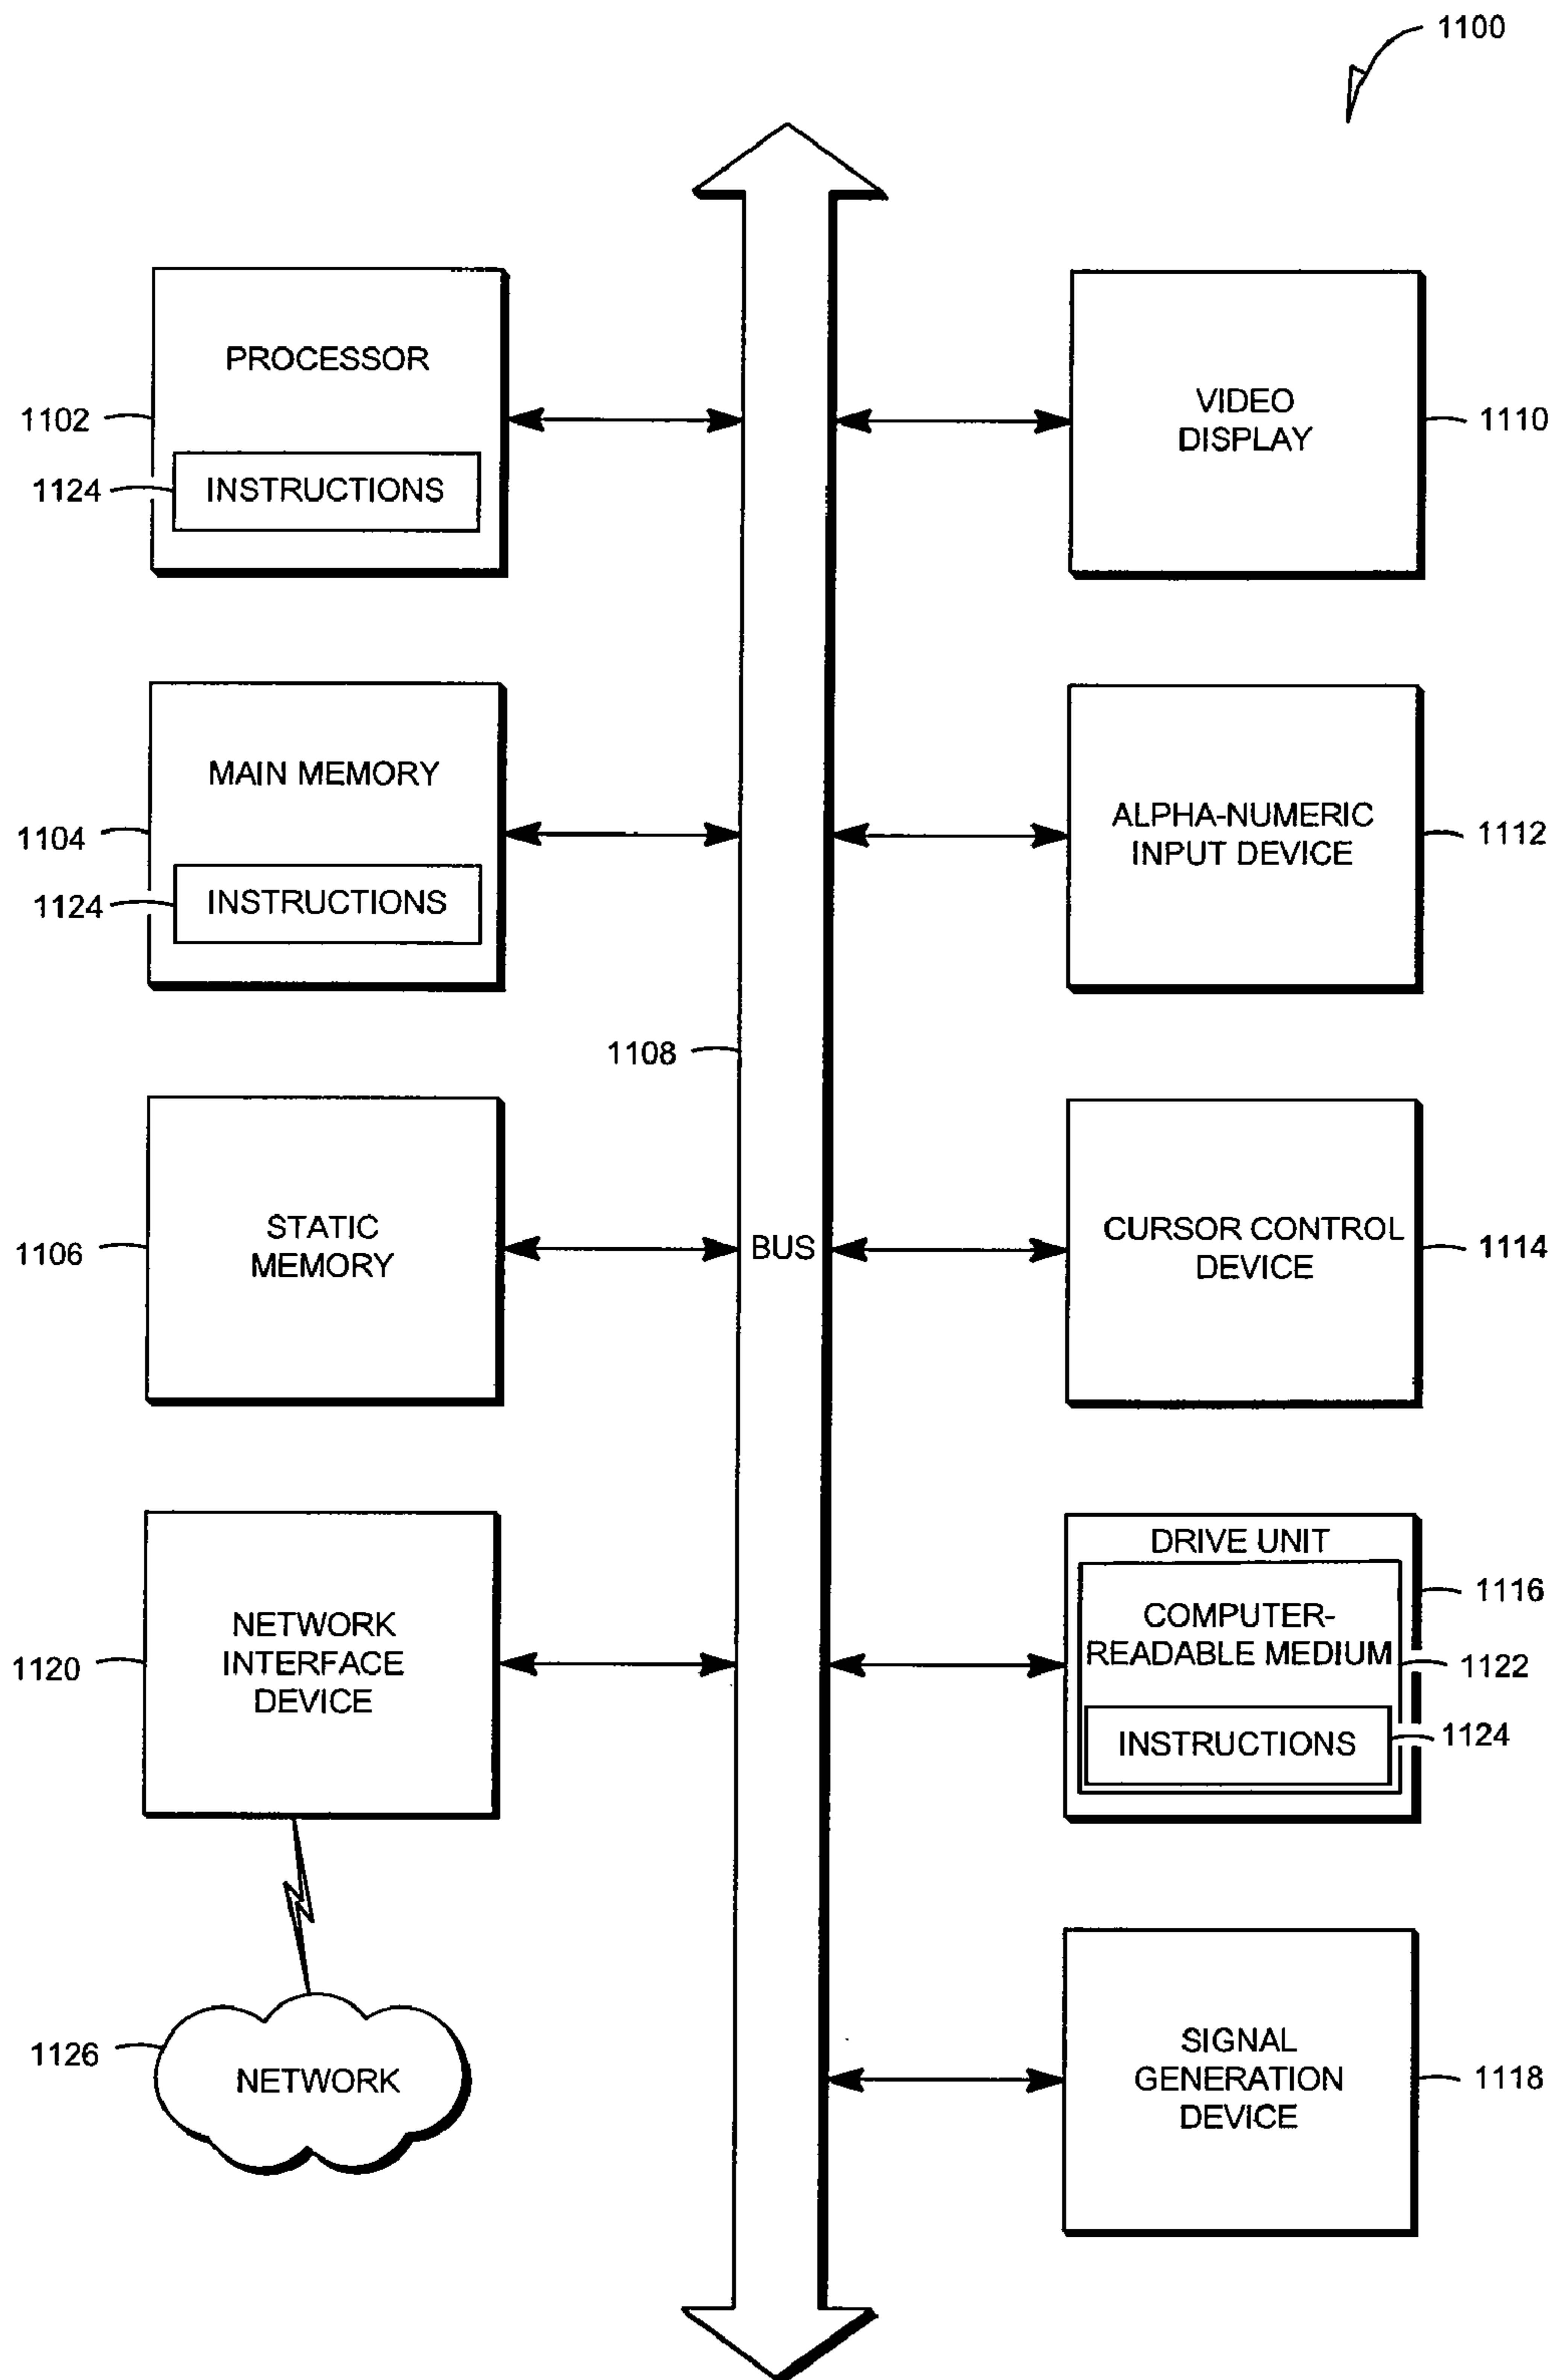 1100
PROCESSOR
1102
1124
INSTRUCTIONS
VIDEO
DISPLAY
1110
MAIN MEMORY
1104
1124
INSTRUCTIONS
ALPHA-NUMERIC
INPUT DEVICE
1112
1108
STATIC
MEMORY
1106
BUS
CURSOR CONTROL
DEVICE
1114
NETWORK
INTERFACE
DEVICE
1120
DRIVE UNIT
1116
COMPUTER-
READABLE MEDIUM
1122
INSTRUCTIONS
1124
1126
NETWORK
SIGNAL
GENERATION
DEVICE
1118